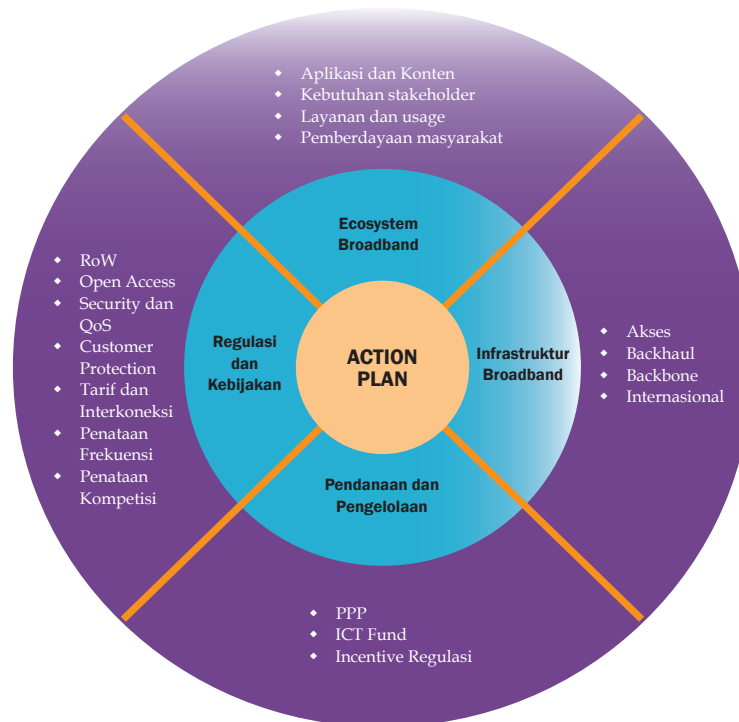 Aplikasi dan Konten
Kebutuhan stakeholder
Layanan dan usage
Pemberdayaan masyarakat
Ecosystem
Broadband
RoW
Open Access
Security dan
QoS
Customer
Protection
Tarif dan
Interkoneksi
Penataan
Frekuensi
Penataan
Kompetisi
Regulasi
dan
Kebijakan
ACTION
PLAN
Infrastruktur
Broadband
Akses
Backhaul
Backbone
Internasional
Pendanaan dan
Pengelolaan
PPP
ICT Fund
Incentive Regulasi